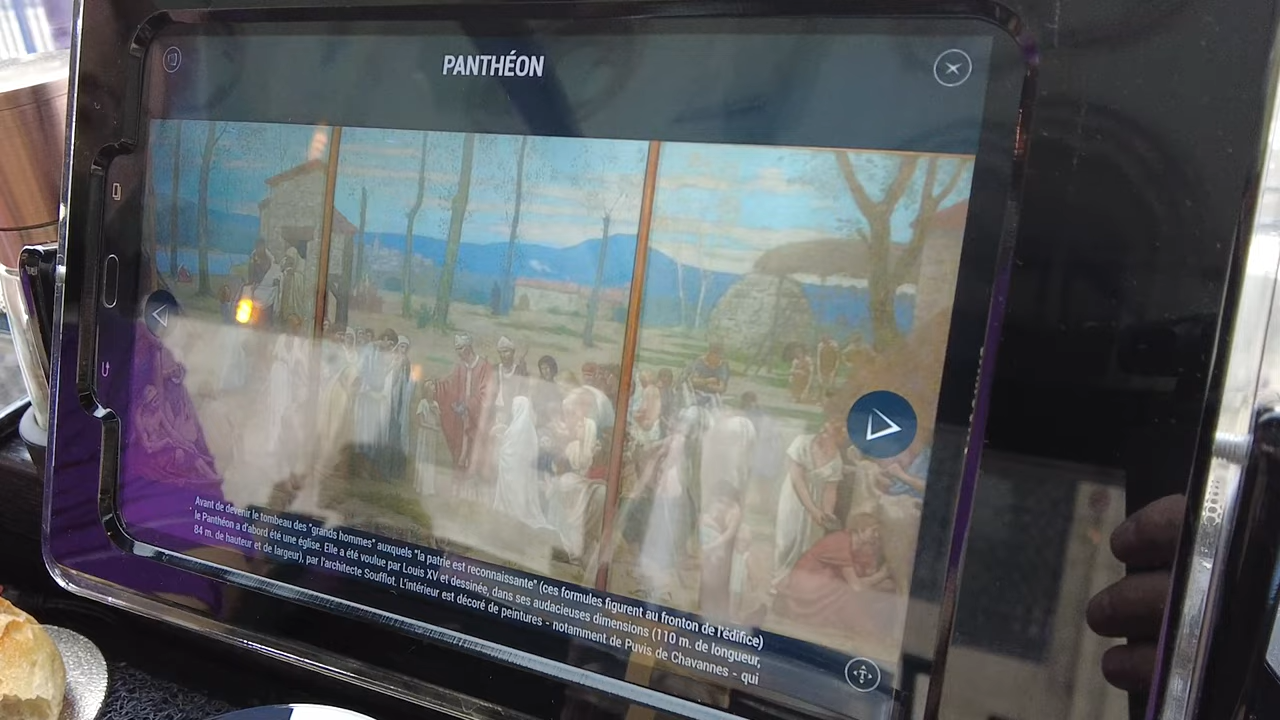 PANTHÉON
Avant de devenir le tombeau des "grands hommes" auxquels "la patrie est reconnaissante" (ces formules figurent au fronton de l'édifice)
le Panthéon a d'abord été une église. Elle a été voulue par Louis XV et dessinée, dans ses audacieuses dimensions (110 m. de longueur,
84 m. de hauteur et de largeur), par l'architecte Soufflot. L'intérieur est décoré de peintures - notamment de Puvis de Chavannes - qui